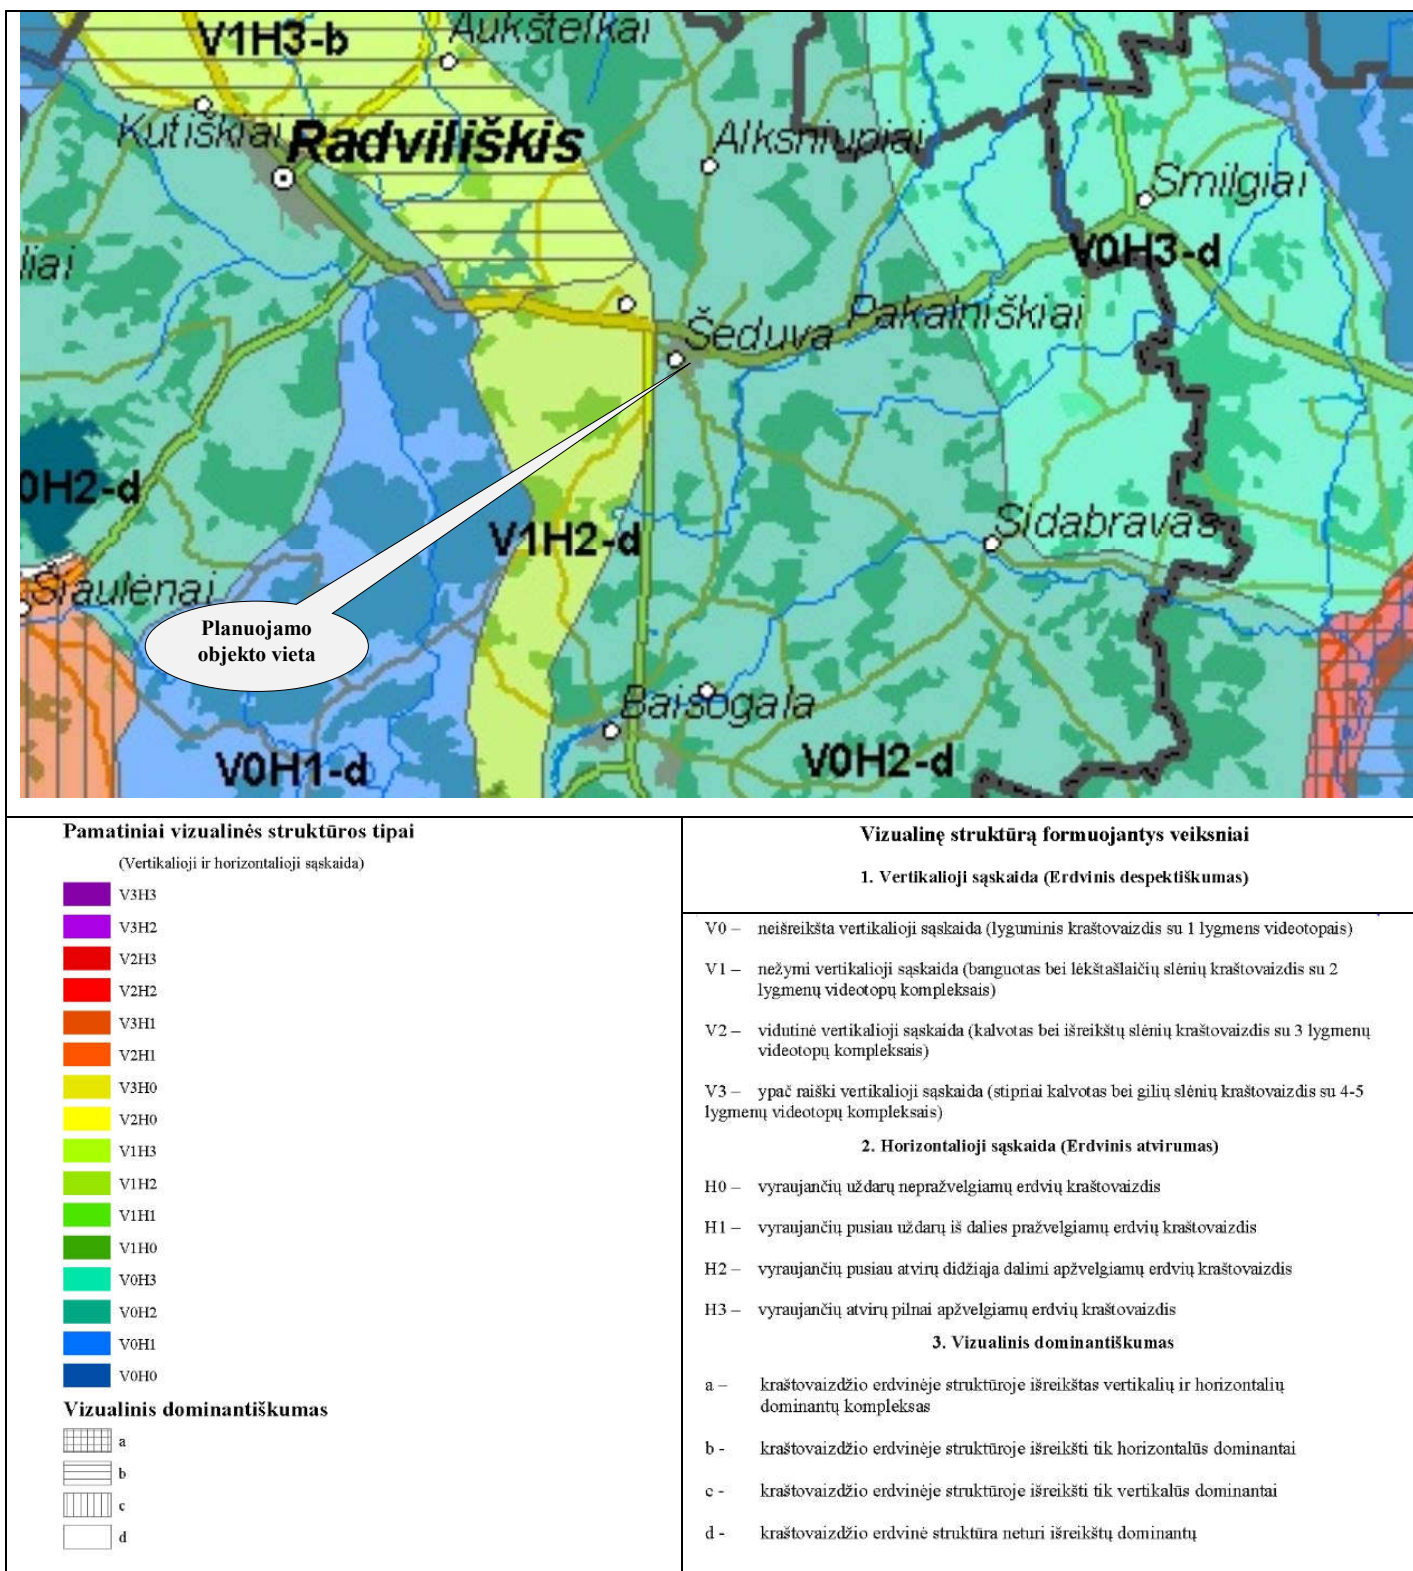 V1H3-b
Aukštelkai
Kutiškiai
Radviliškis
Alksniupiai
Smilgiai
V0H3-d
liai
Pakalniškiai
Šeduva
0H2-d
V1H2-d
Sidabravas
Šiaulėnai
Planuojamo
objekto vieta
Baisogala
V0H1-d
V0H2-d
Pamatiniai vizualinės struktūros tipai
(Vertikalioji ir horizontalioji sąskaida)
V3H3
V3H2
V2H3
V2H2
V3H1
V2H1
V3H0
V2H0
V1H3
V1H2
V1H1
V1H0
V0H3
V0H2
V0H1
V0H0
Vizualinis dominantiškumas
a
b
c
d
Vizualinę struktūrą formuojantys veiksniai
1. Vertikalioji sąskaida (Erdvinis despektiškumas)
V0 – neišreikšta vertikalioji sąskaida (lyguminis kraštovaizdis su 1 lygmens videotopais)
V1 – nežymi vertikalioji sąskaida (banguotas bei lėkštašlaičių slėnių kraštovaizdis su 2
lygmenų videotopų kompleksais)
V2 – vidutinė vertikalioji sąskaida (kalvotas bei išreikštų slėnių kraštovaizdis su 3 lygmenų
videotopų kompleksais)
V3 – ypač raiški vertikalioji sąskaida (stipriai kalvotas bei gilių slėnių kraštovaizdis su 4-5
lygmenų videotopų kompleksais)
2. Horizontalioji sąskaida (Erdvinis atvirumas)
H0 – vyraujančių uždarų nepražvelgiamų erdvių kraštovaizdis
H1 – vyraujančių pusiau uždarų iš dalies pražvelgiamų erdvių kraštovaizdis
H2 – vyraujančių pusiau atvirų didžiąja dalimi apžvelgiamų erdvių kraštovaizdis
H3 – vyraujančių atvirų pilnai apžvelgiamų erdvių kraštovaizdis
3. Vizualinis dominantiškumas
a – kraštovaizdžio erdvinėje struktūroje išreikštas vertikalių ir horizontalių
dominantų kompleksas
b - kraštovaizdžio erdvinėje struktūroje išreikšti tik horizontalūs dominantai
c - kraštovaizdžio erdvinėje struktūroje išreikšti tik vertikalūs dominantai
d - kraštovaizdžio erdvinė struktūra neturi išreikštų dominantų